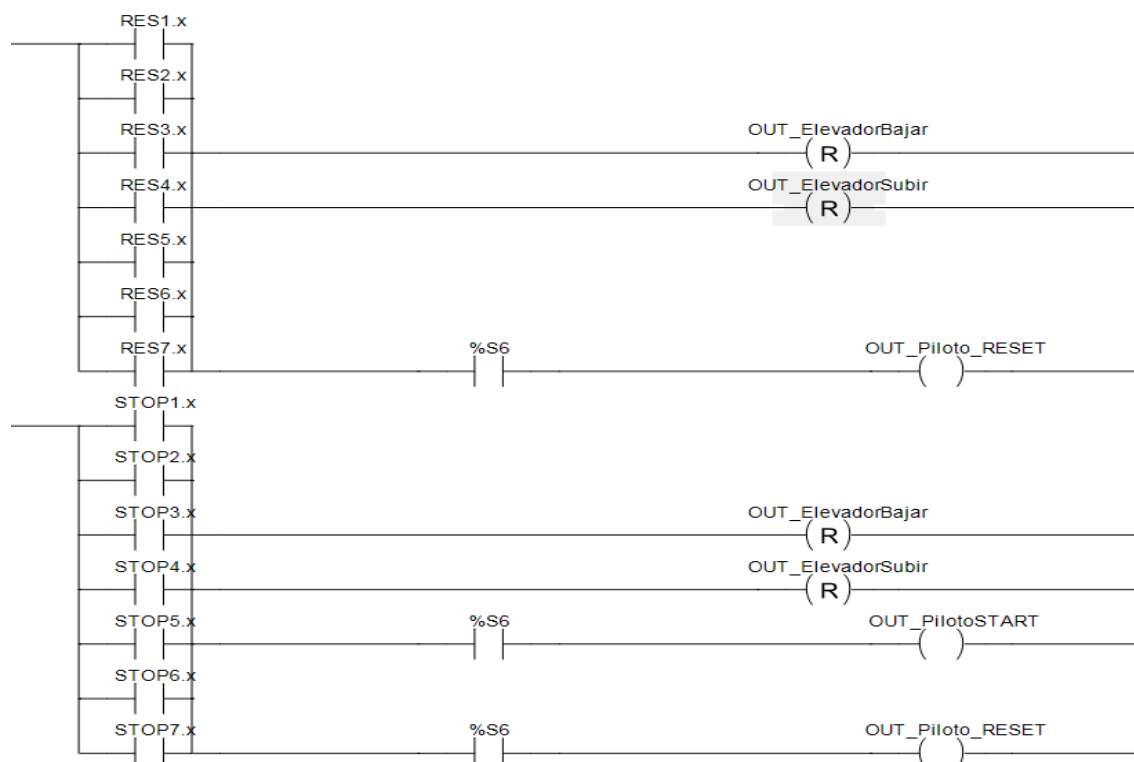 RES1.x
RES2.x
RES3.x OUT_ElevadorBajar
R
RES4.x OUT_ElevadorSubir
R
RES5.x
RES6.x
RES7.x %S6 OUT_Piloto_RESET
STOP1.x
STOP2.x
STOP3.x OUT_ElevadorBajar
R
STOP4.x OUT_ElevadorSubir
R
STOP5.x %S6 OUT_PilotoSTART
STOP6.x
STOP7.x %S6 OUT_Piloto_RESET